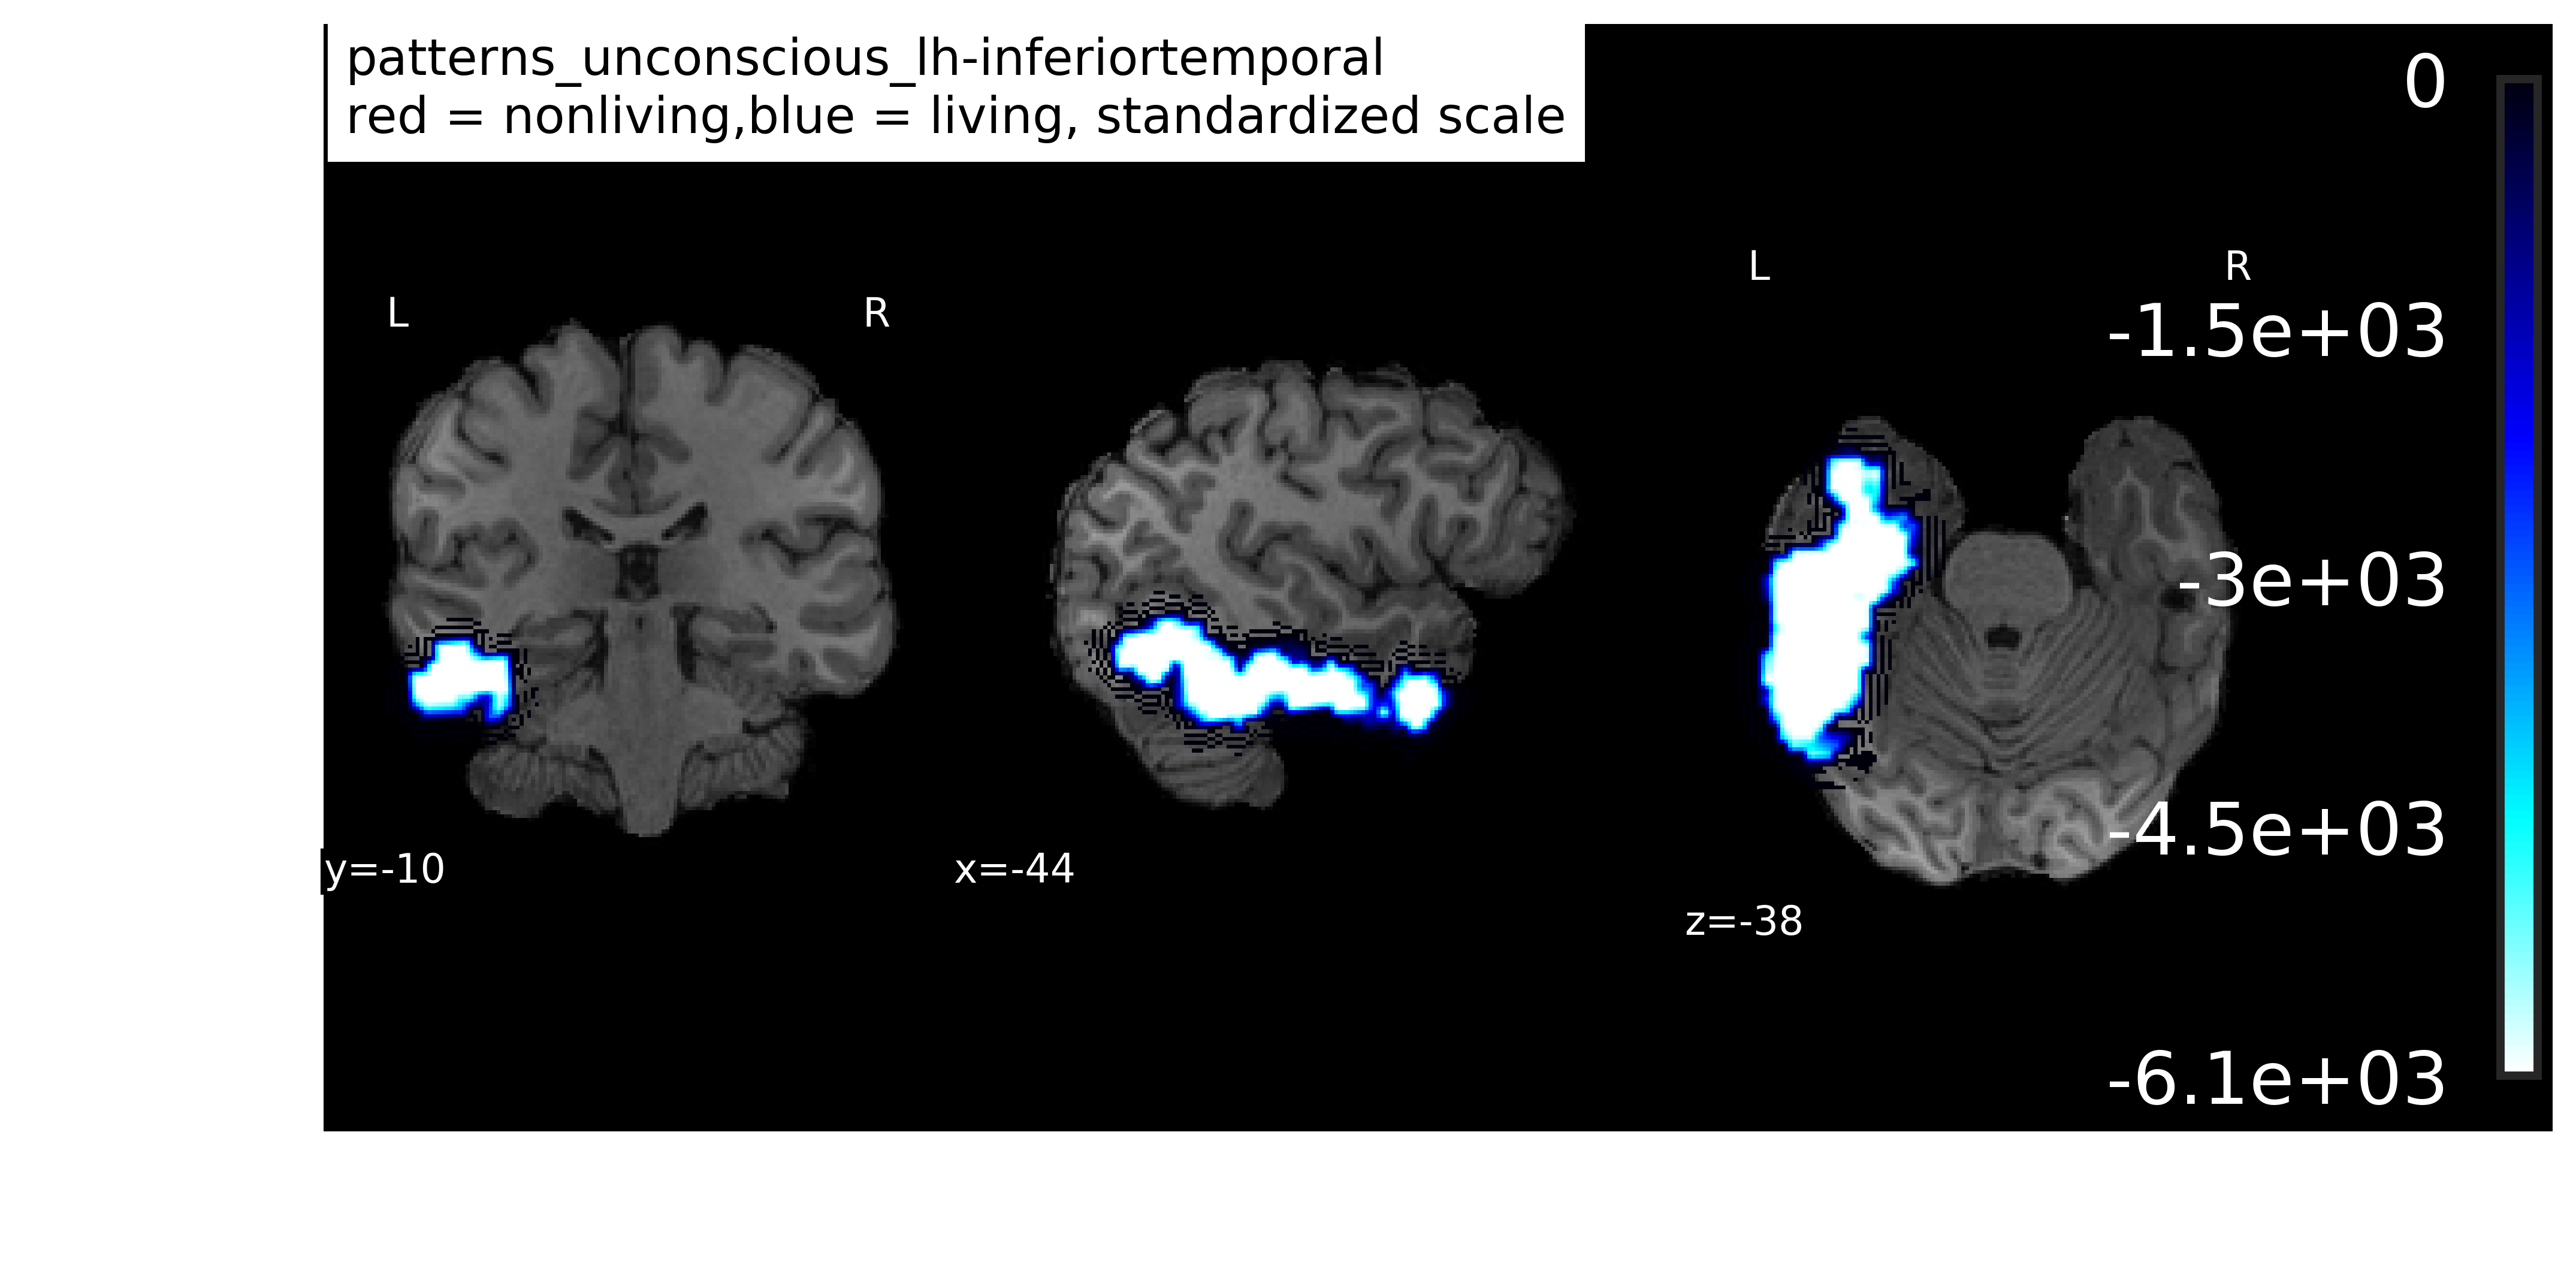 patterns_unconscious_lh-inferiortemporal
red = nonliving,blue = living, standardized scale
0
L
R
L
R
-1.5e+03
-3e+03
-4.5e+03
y=-10
x=-44
z=-38
-6.1e+03